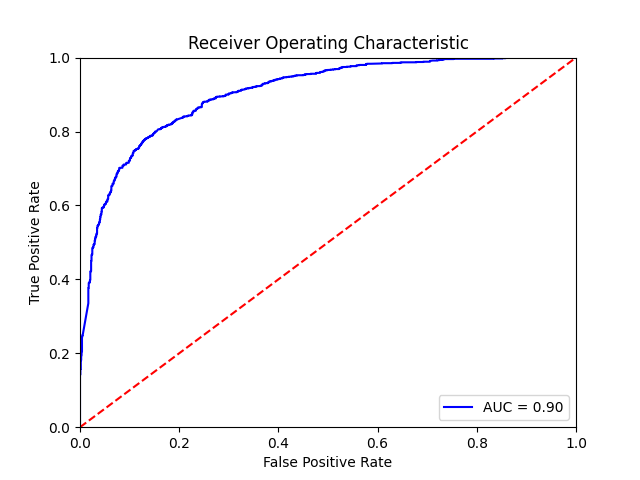 Receiver Operating Characteristic
1.0
0.8
0.6
0.4
0.2
0.0
True Positive Rate
AUC = 0.90
0.0 0.2 0.4 0.6 0.8 1.0
False Positive Rate